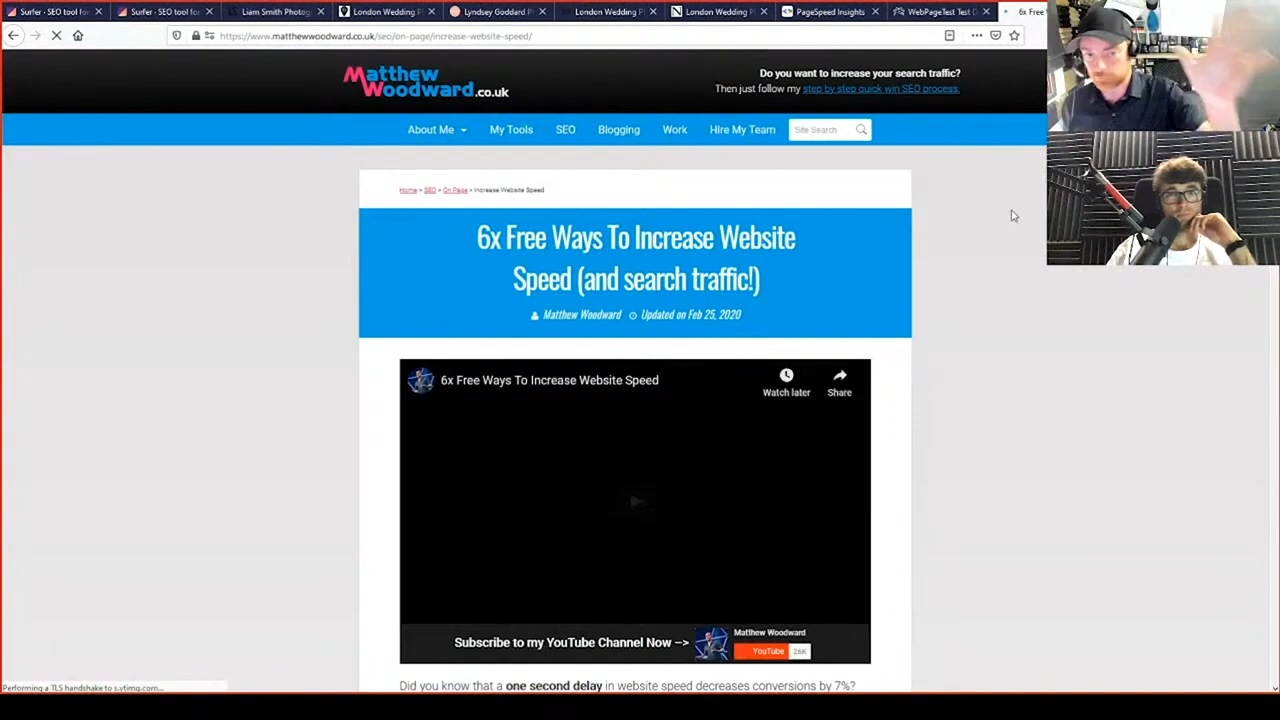 Surfer - SEO tool for
Surfer - SEO tool for
Liam Smith Photog
London Wedding P
Lyndsey Goddard P
London Wedding P
London Wedding P
PageSpeed Insights
WebPageTest Test D
6x Free
https://www.matthewwoodward.co.uk/seo/on-page/increase-website-speed/
Matthew
Woodward.co.uk
Do you want to increase your search traffic?
Then just follow my step by step quick win SEO process.
About Me
My Tools
SEO
Blogging
Work
Hire My Team
Site Search
Home » SEO » On Page » Increase Website Speed
6x Free Ways To Increase Website
Speed (and search traffic!)
Matthew Woodward Updated on Feb 25, 2020
6x Free Ways To Increase Website Speed
Watch later
Share
Subscribe to my YouTube Channel Now -->
Matthew Woodward
YouTube 26K
Performing a TLS handshake to s.ytimg.com...
Did you know that a one second delay in website speed decreases conversions by 7%?